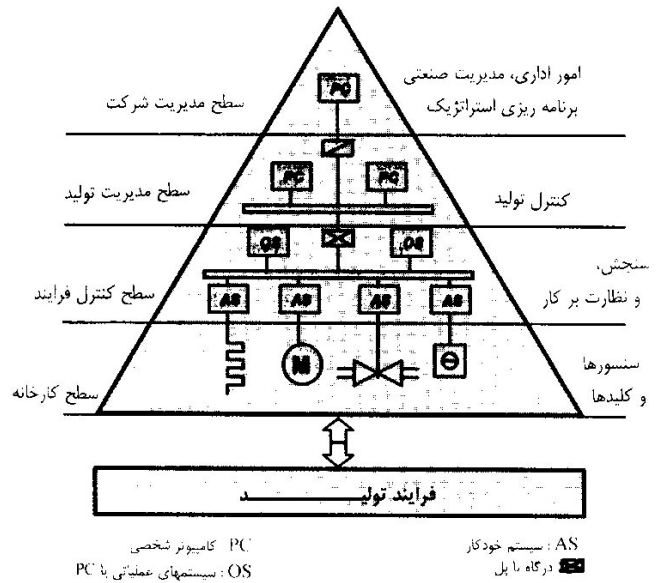 امور اداری، مدیریت صنعتی
برنامه ریزی استراتژیک
سطح مدیریت شرکت
PC
PC PC
کنترل تولید
سطح مدیریت تولید
OS OS
سنجش،
و نظارت بر کار
سطح کنترل فرایند
AS AS AS AS
سنسورها
و کلیدها
سطح کارخانه
M
فرایند تولیـــــــــــد
AS : سیستم خودکار
PC کامپیوتر شخصی
درگاه یا پل
OS : سیستمهای عملیاتی یا PC